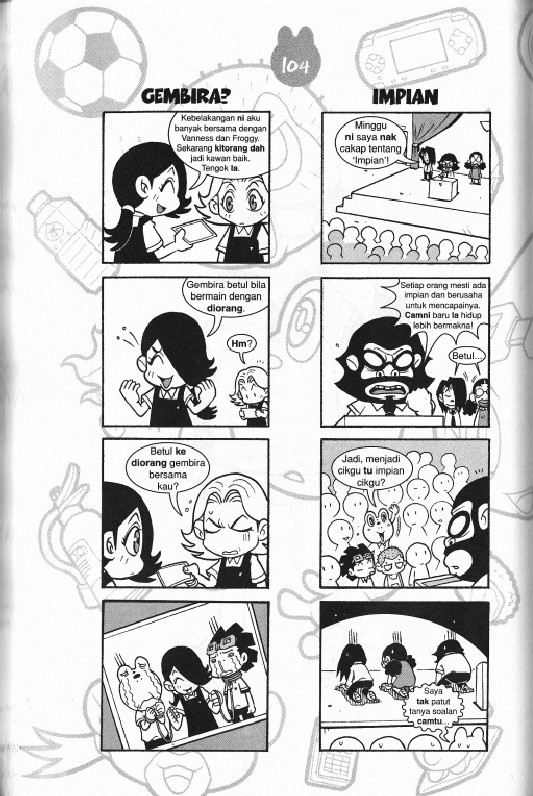 104
GEMBIRA?
Kebelakangan ni aku
banyak bersama dengan
Vanness dan Froggy.
Sekarang kitorang dah
jadi kawan baik.
Tengok la.
Gembira betul bila
bermain dengan
diorang.
Hm?
Betul ke
diorang gembira
bersama
kau?
IMPIAN
Minggu
ni saya nak
cakap tentang
'Impian'!
Setiap orang mesti ada
impian dan berusaha
untuk mencapainya.
Camni baru la hidup
lebih bermakna!
Betul...
Jadi, menjadi
cikgu tu impian
cikgu?
Saya
tak patut
tanya soalan
camtu...